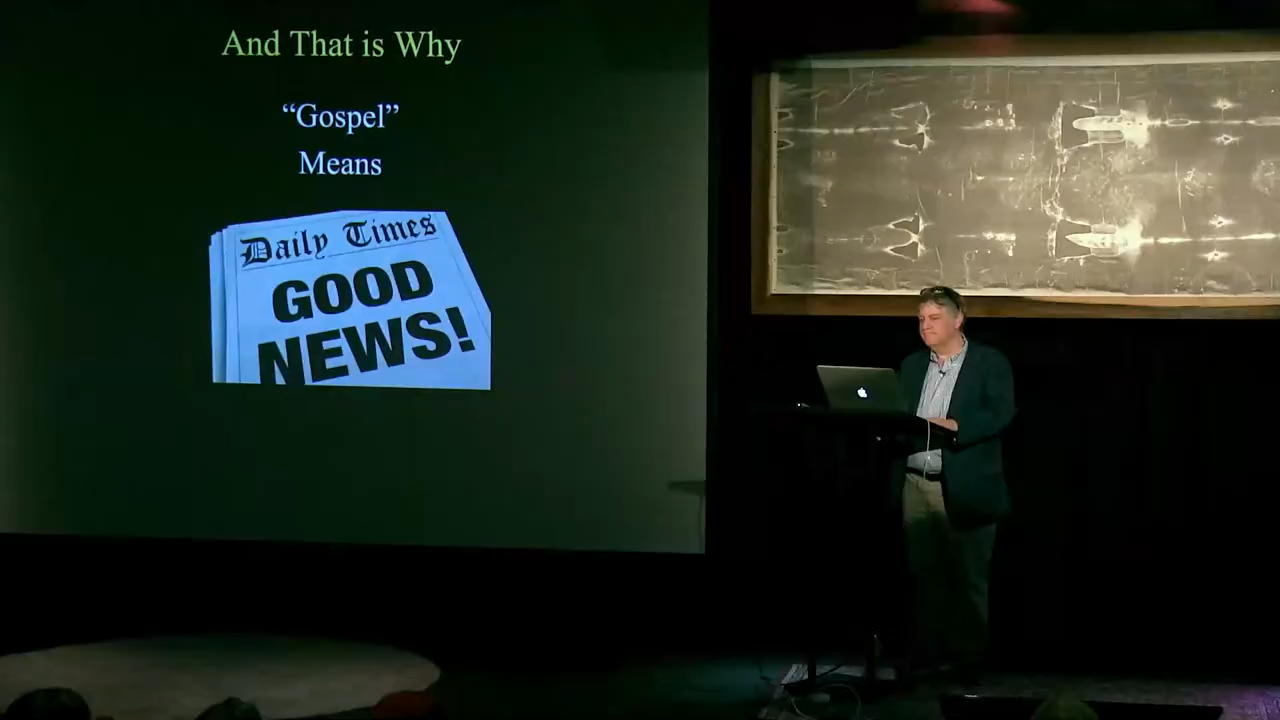 And That is Why
“Gospel”
Means
Daily Times
GOOD
NEWS!